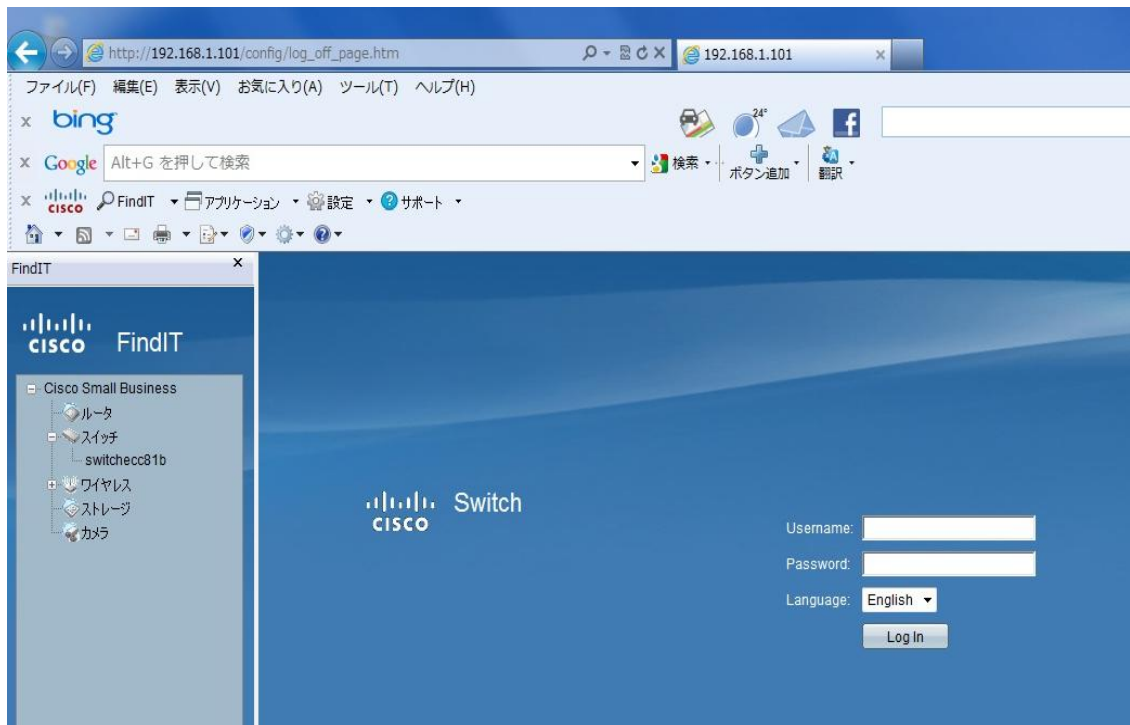 http://192.168.1.101/config/log_off_page.htm
192.168.1.101
ファイル(F) 編集(E) 表示(V) お気に入り(A) ツール(T) ヘルプ(H)
x bing 24°
x Google Alt+G を押して検索 検索 ボタン追加 翻訳
x cisco FindIT アプリケーション 設定 サポート
FindIT x
cisco FindIT
Cisco Small Business
ルータ
スイッチ
switchecc81b
ワイヤレス
ストレージ
カメラ
cisco Switch
Username:
Password:
Language: English
Log In